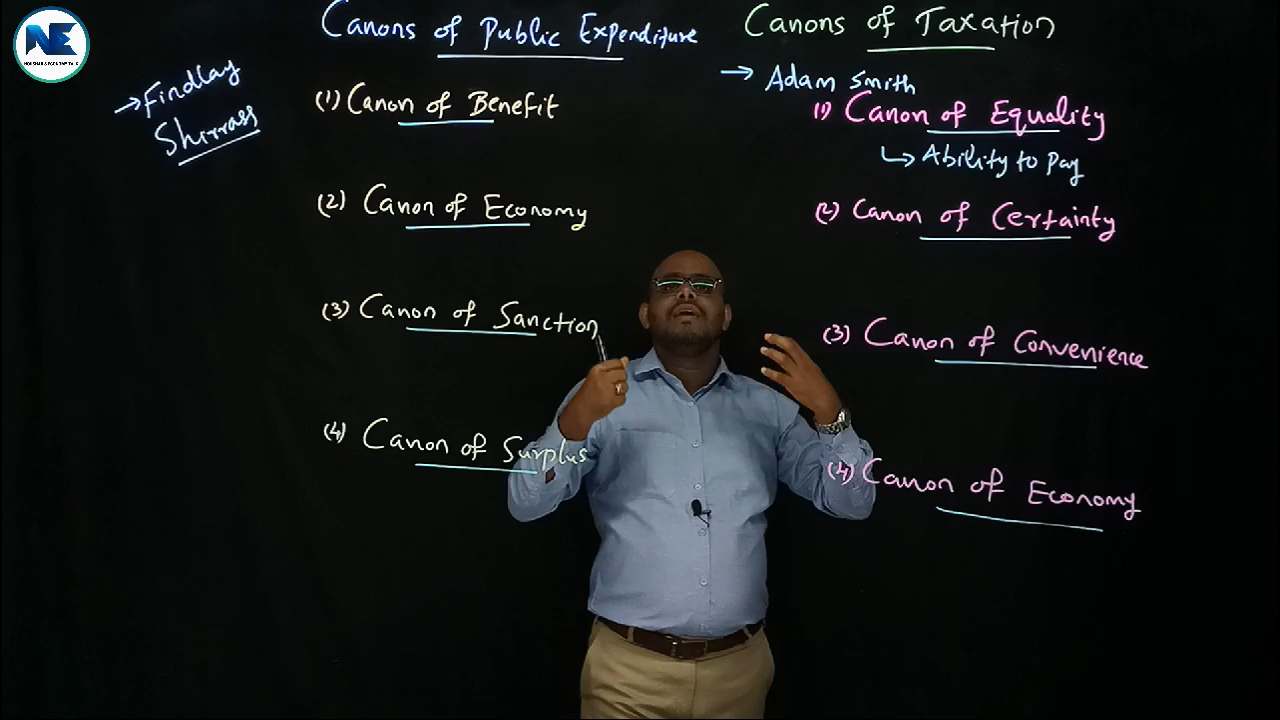 NE
Canons of Public Expenditure
→ Findlay
Shirrass
(1) Canon of Benefit
(2) Canon of Economy
(3) Canon of Sanction
(4) Canon of Surplus
Canons of Taxation
→ Adam Smith
(1) Canon of Equality
↳ Ability to Pay
(2) Canon of Certainty
(3) Canon of Convenience
(4) Canon of Economy